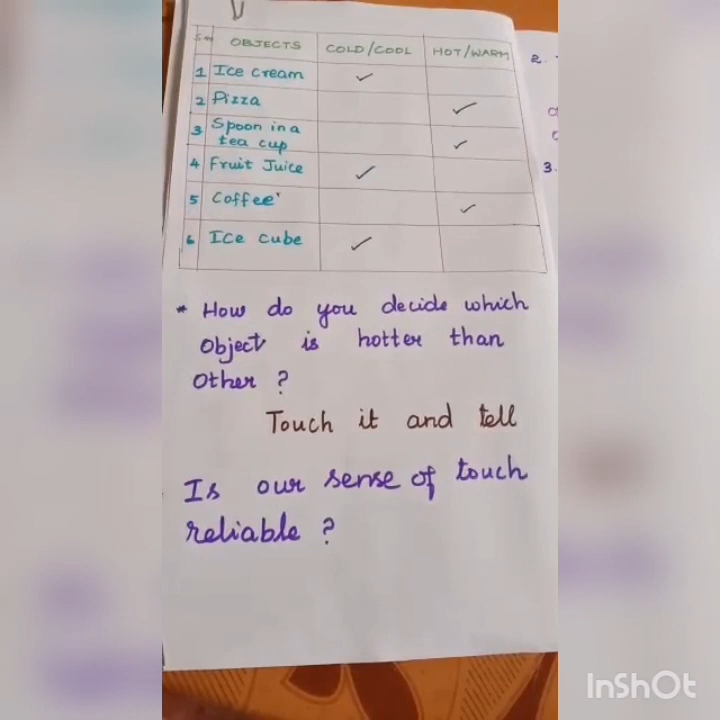 S.no OBJECTS COLD/COOL HOT/WARM
1 Ice cream ✓
2 Pizza ✓
3 Spoon in a
tea cup ✓
4 Fruit Juice ✓
5 Coffee ✓
6 Ice cube ✓
* How do you decide which
object is hotter than
other ?
Touch it and tell
Is our sense of touch
reliable ?
2.
3.
InShOt